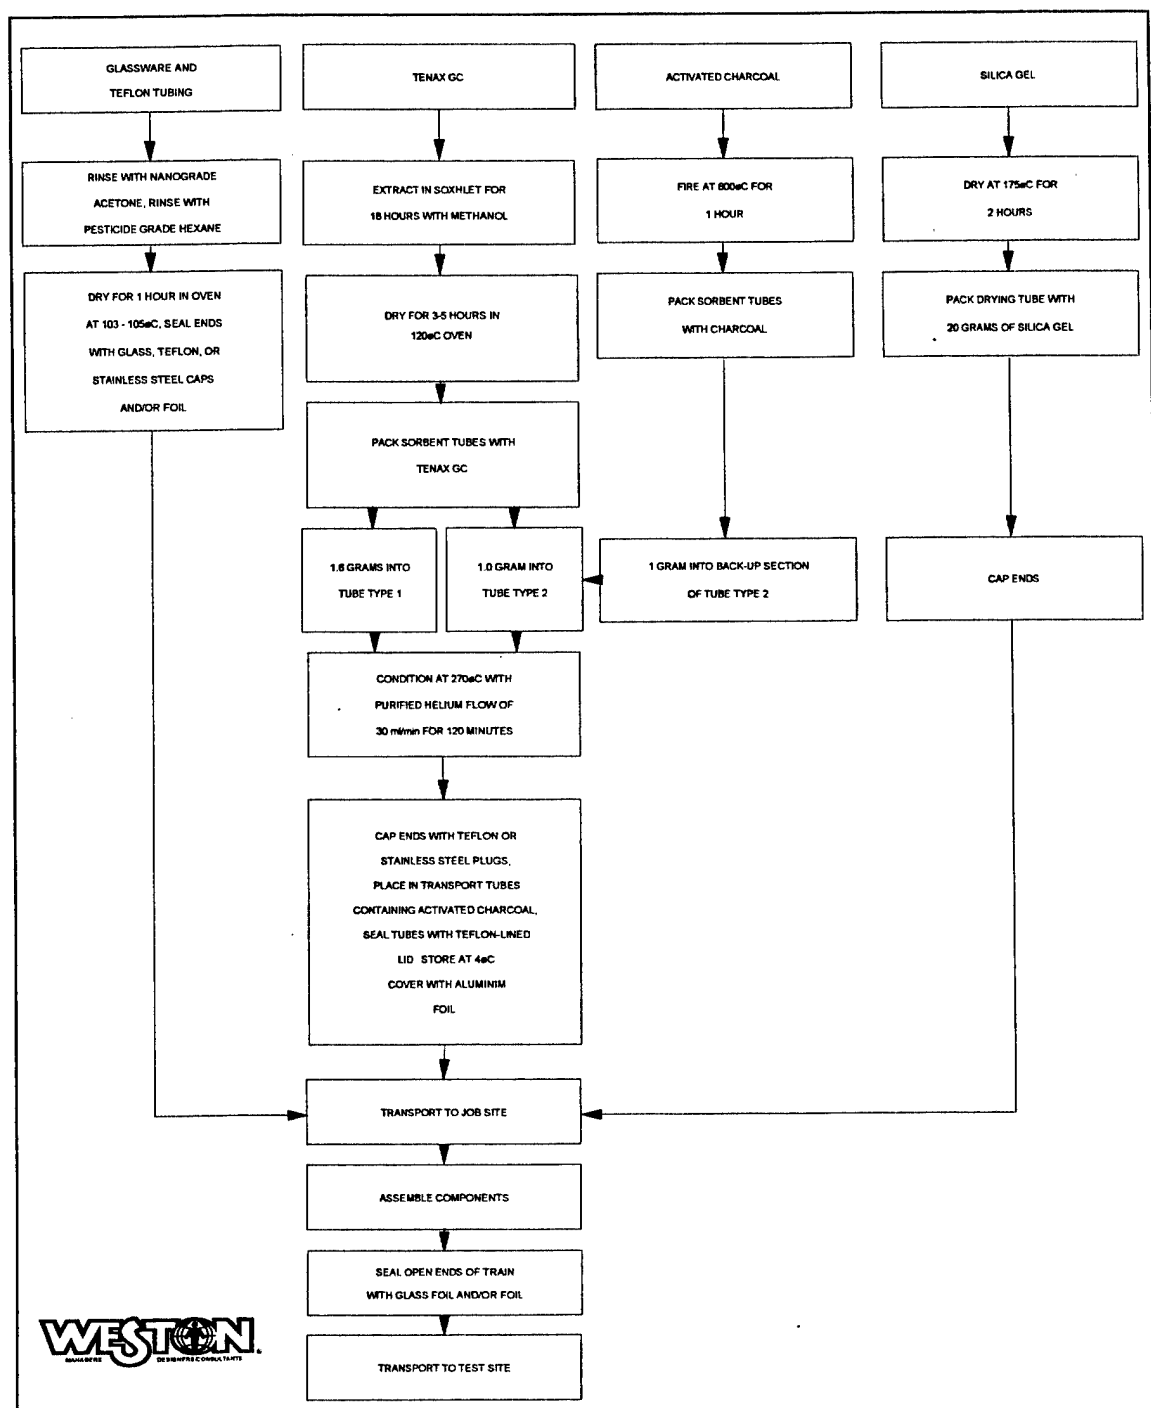 GLASSWARE AND
TEFLON TUBING
TENAX GC
ACTIVATED CHARCOAL
SILICA GEL
RINSE WITH NANOGRADE
ACETONE, RINSE WITH
PESTICIDE GRADE HEXANE
EXTRACT IN SOXHLET FOR
18 HOURS WITH METHANOL
FIRE AT 800øC FOR
1 HOUR
DRY AT 175øC FOR
2 HOURS
DRY FOR 1 HOUR IN OVEN
AT 103 - 105øC, SEAL ENDS
WITH GLASS, TEFLON, OR
STAINLESS STEEL CAPS
AND/OR FOIL
DRY FOR 3-5 HOURS IN
120øC OVEN
PACK SORBENT TUBES
WITH CHARCOAL
PACK DRYING TUBE WITH
20 GRAMS OF SILICA GEL
PACK SORBENT TUBES WITH
TENAX GC
1.6 GRAMS INTO
TUBE TYPE 1
1.0 GRAM INTO
TUBE TYPE 2
1 GRAM INTO BACK-UP SECTION
OF TUBE TYPE 2
CAP ENDS
CONDITION AT 270øC WITH
PURIFIED HELIUM FLOW OF
30 ml/min FOR 120 MINUTES
CAP ENDS WITH TEFLON OR
STAINLESS STEEL PLUGS,
PLACE IN TRANSPORT TUBES
CONTAINING ACTIVATED CHARCOAL,
SEAL TUBES WITH TEFLON-LINED
LID STORE AT 4øC
COVER WITH ALUMINIM
FOIL
TRANSPORT TO JOB SITE
ASSEMBLE COMPONENTS
SEAL OPEN ENDS OF TRAIN
WITH GLASS FOIL AND/OR FOIL
TRANSPORT TO TEST SITE
WESTON
MANAGERS DESIGNERS/CONSULTANTS